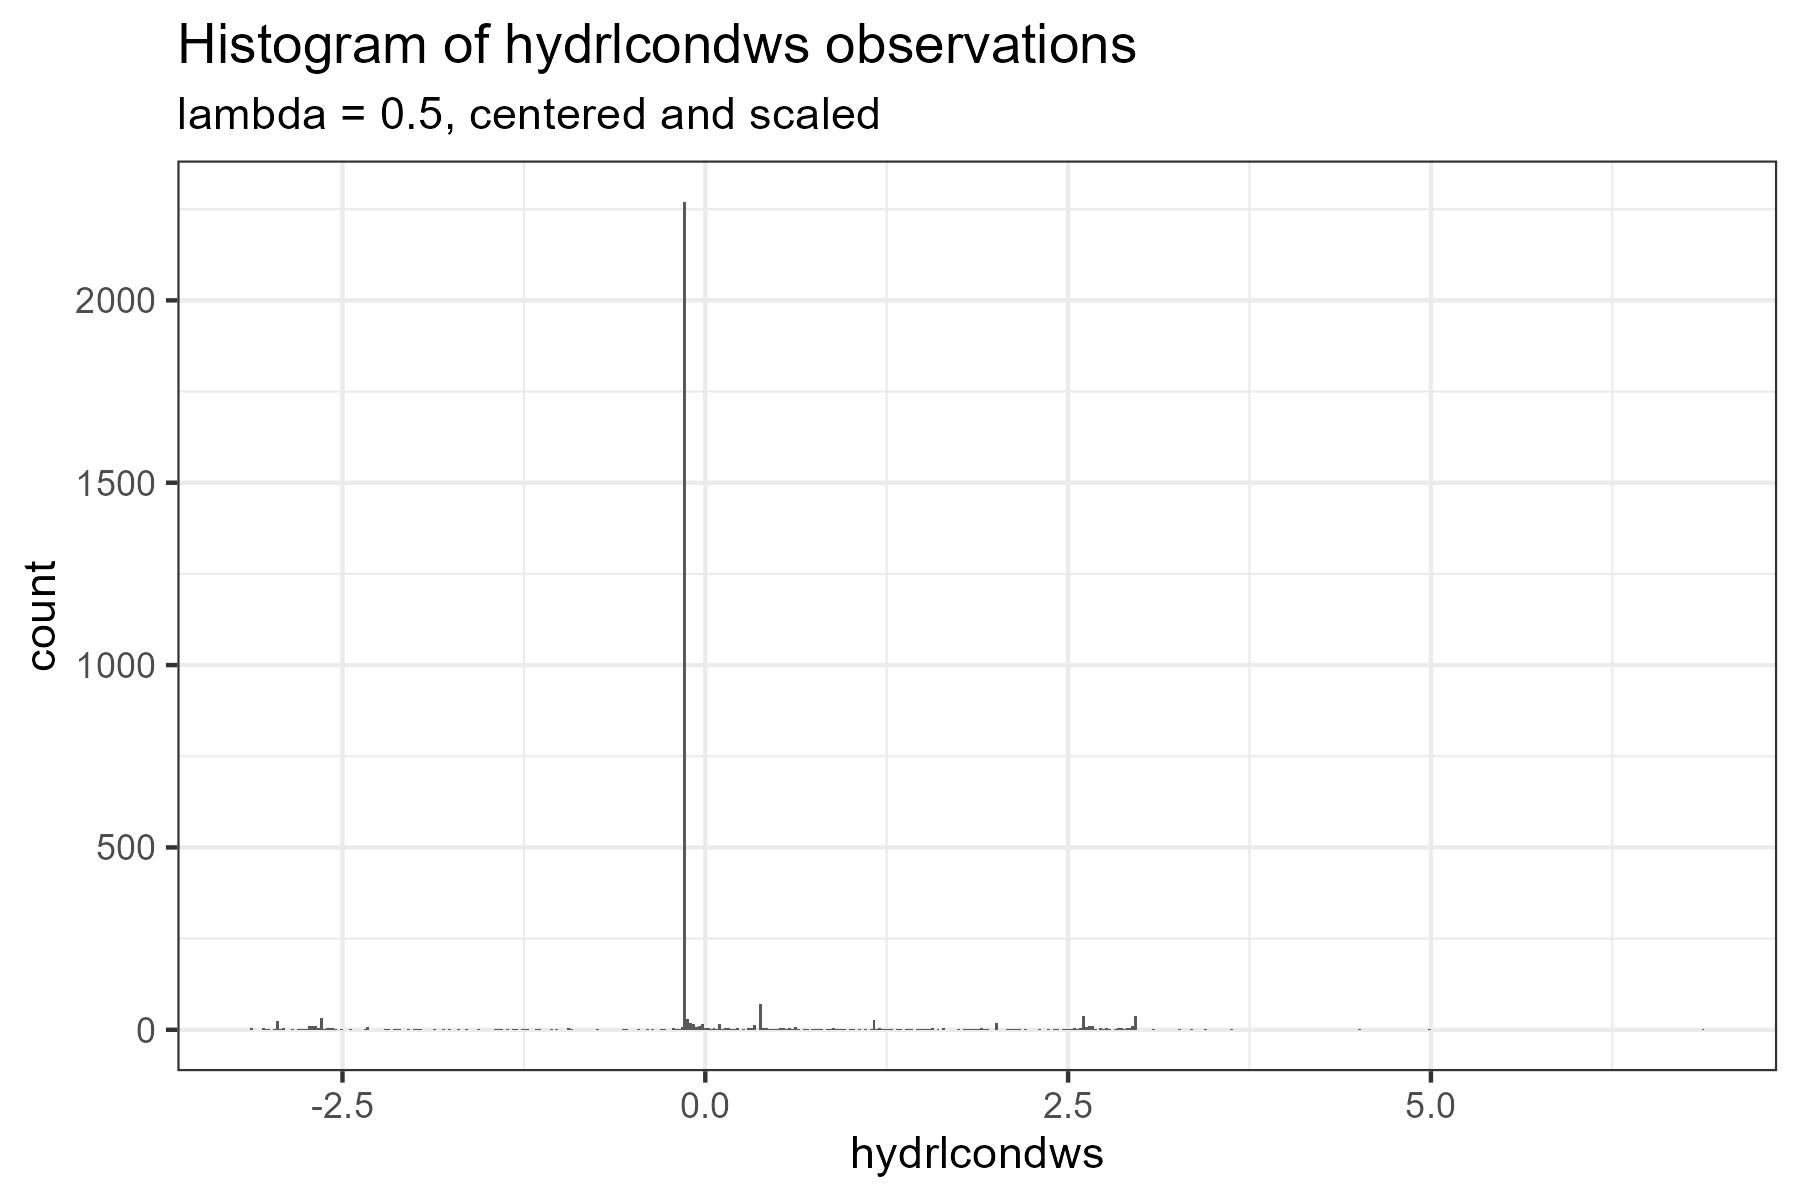 Histogram of hydrlcondws observations
lambda = 0.5, centered and scaled
count
2000
1500
1000
500
0
-2.5 0.0 2.5 5.0
hydrlcondws